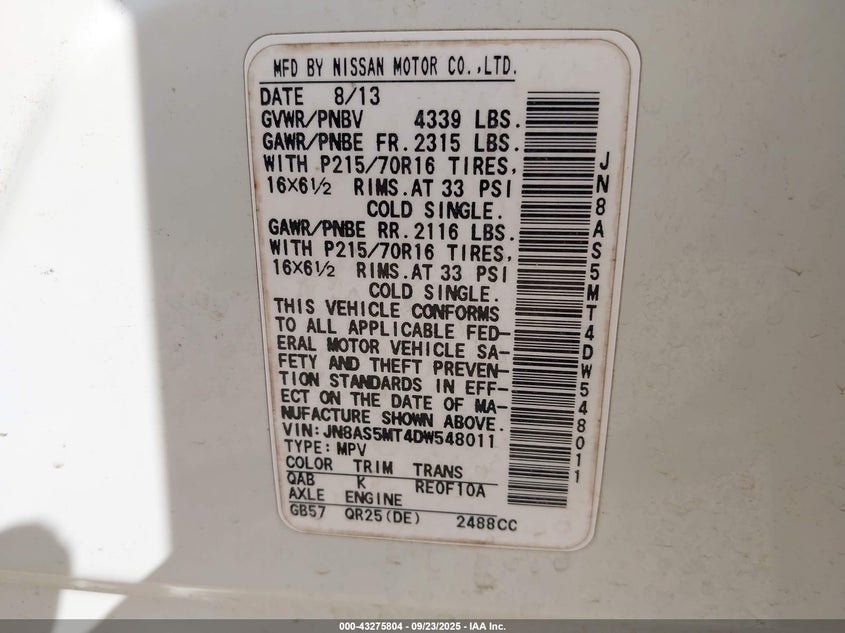 MFD BY NISSAN MOTOR CO.,LTD.
DATE 8/13
GVWR/PNBV 4339 LBS.
GAWR/PNBE FR. 2315 LBS.
WITH P215/70R16 TIRES,
16×6½ RIMS. AT 33 PSI
COLD SINGLE.
GAWR/PNBE RR. 2116 LBS.
WITH P215/70R16 TIRES,
16×6½ RIMS. AT 33 PSI
COLD SINGLE.
THIS VEHICLE CONFORMS
TO ALL APPLICABLE FED-
ERAL MOTOR VEHICLE SA-
FETY AND THEFT PREVEN-
TION STANDARDS IN EFF-
ECT ON THE DATE OF MA-
NUFACTURE SHOWN ABOVE.
VIN: JN8AS5MT4DW548011
TYPE: MPV
COLOR TRIM TRANS
QAB K RE0F10A
AXLE ENGINE
GB57 QR25(DE) 2488CC
JN8AS5MT4DW548011
000-43275804 - 09/23/2025 - IAA Inc.